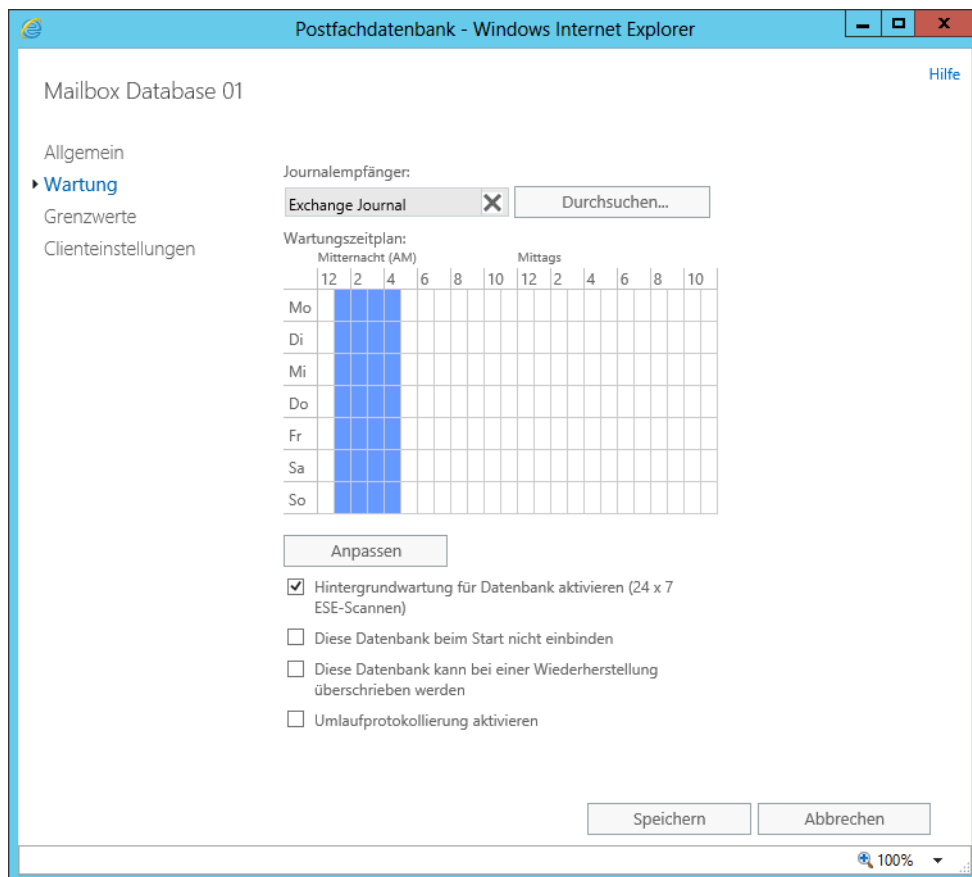 Postfachdatenbank - Windows Internet Explorer
Hilfe
Mailbox Database 01
Allgemein
Wartung
Grenzwerte
Clienteinstellungen
Journalempfänger:
Exchange Journal
Durchsuchen...
Wartungszeitplan:
Mitternacht (AM) Mittags
12 2 4 6 8 10 12 2 4 6 8 10
Mo
Di
Mi
Do
Fr
Sa
So
Anpassen
Hintergrundwartung für Datenbank aktivieren (24 x 7
ESE-Scannen)
Diese Datenbank beim Start nicht einbinden
Diese Datenbank kann bei einer Wiederherstellung
überschrieben werden
Umlaufprotokollierung aktivieren
Speichern Abbrechen
100%